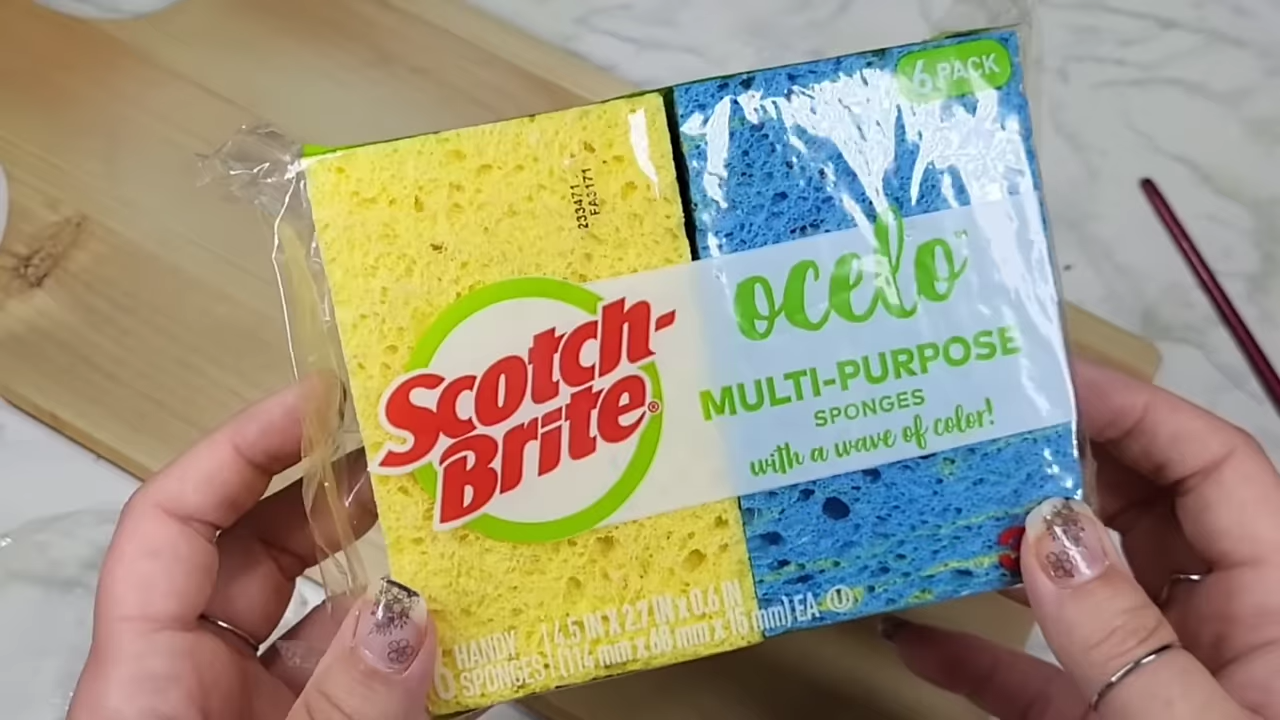 6 PACK
233471
FA3171
ocelo™
Scotch-
Brite®
MULTI-PURPOSE
SPONGES
with a wave of color!
6 HANDY
SPONGES
4.5 IN X 2.7 IN x 0.6 IN
(114 mm x 68 mm x 15 mm) EA
U